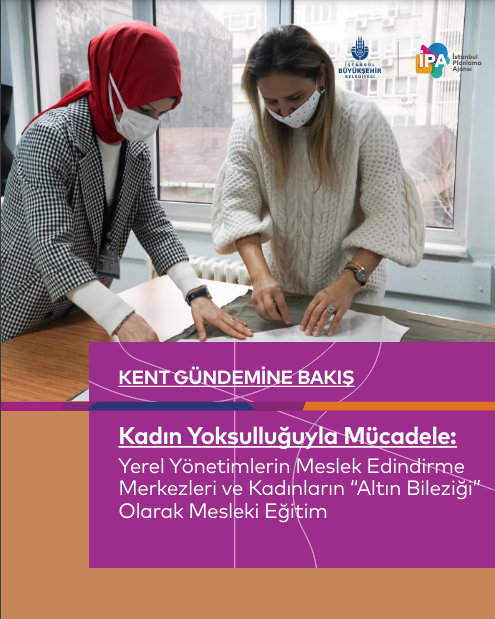 İSTANBUL
BÜYÜKŞEHİR
BELEDİYESİ
İPA
İstanbul
Planlama
Ajansı
KENT GÜNDEMİNE BAKIŞ
Kadın Yoksulluğuyla Mücadele:
Yerel Yönetimlerin Meslek Edindirme
Merkezleri ve Kadınların “Altın Bileziği”
Olarak Mesleki Eğitim